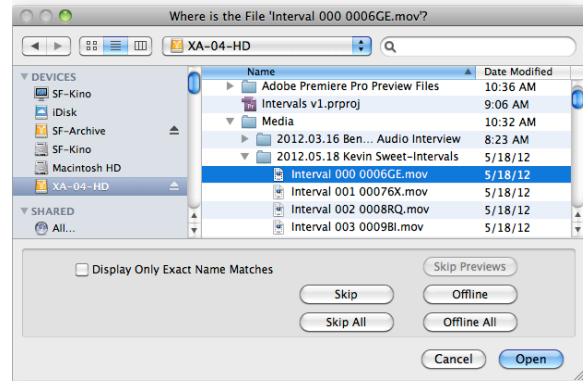 Where is the File 'Interval 000 0006GE.mov'?
XA-04-HD
Name Date Modified
DEVICES
SF-Kino
iDisk
SF-Archive
SF-Kino
Macintosh HD
XA-04-HD
SHARED
All...
Adobe Premiere Pro Preview Files 10:36 AM
Intervals v1.prproj 9:06 AM
Media 10:32 AM
2012.03.16 Ben... Audio Interview 8:23 AM
2012.05.18 Kevin Sweet-Intervals 5/18/12
Interval 000 0006GE.mov 5/18/12
Interval 001 00076X.mov 5/18/12
Interval 002 0008RQ.mov 5/18/12
Interval 003 0009BI.mov 5/18/12
Display Only Exact Name Matches
Skip Previews
Skip Offline
Skip All Offline All
Cancel Open